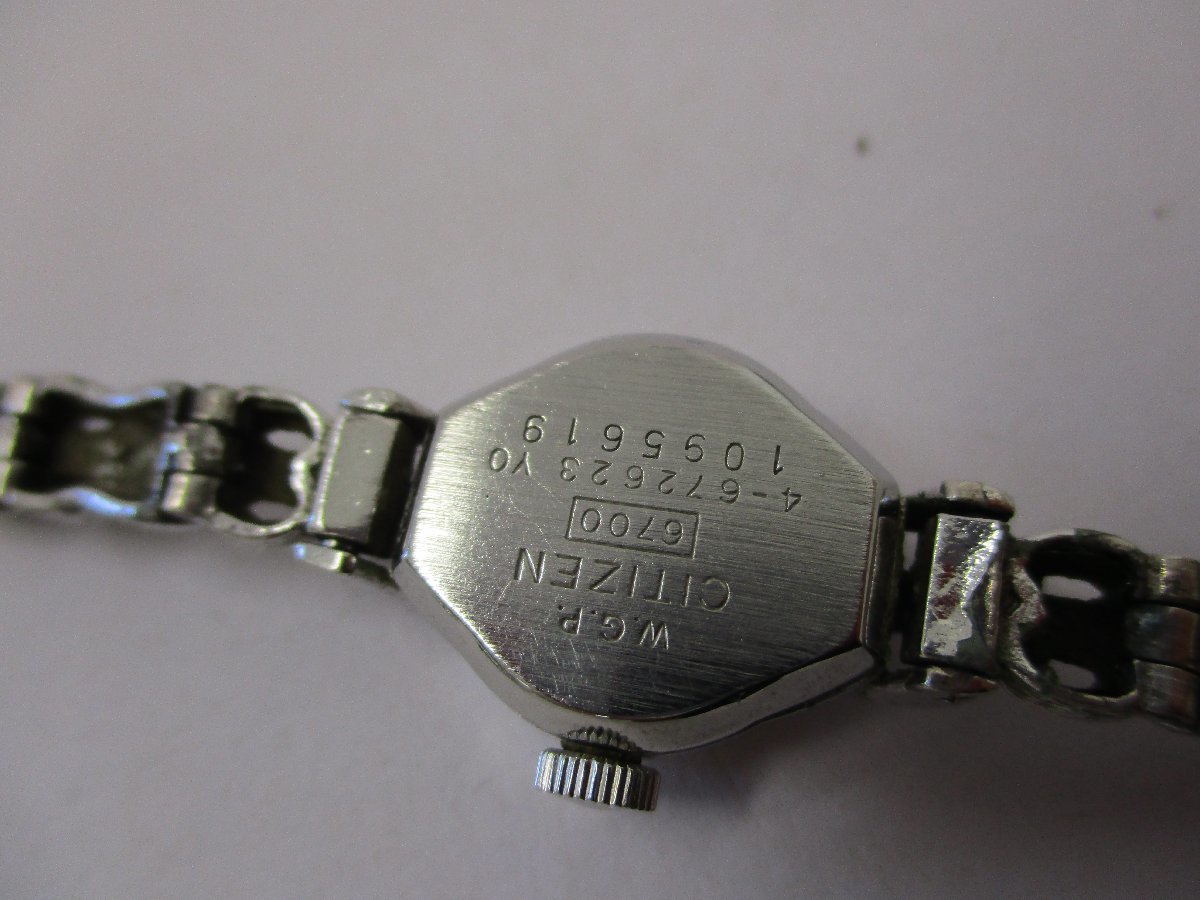 W.G.P.
CITIZEN
6700
4-672623 YO
1095619